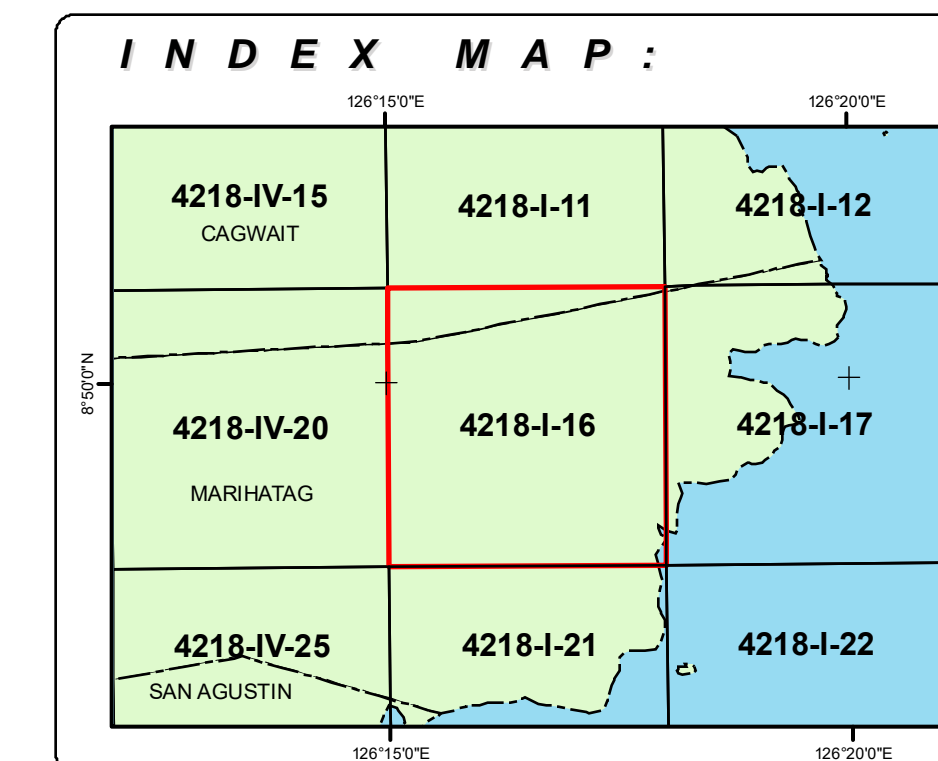 INDEX MAP:
126°15'0"E 126°20'0"E
4218-IV-15 4218-I-11 4218-I-12
CAGWAIT
8°50'0"N
4218-IV-20 4218-I-16 4218-I-17
MARIHATAG
4218-IV-25 4218-I-21 4218-I-22
SAN AGUSTIN
126°15'0"E 126°20'0"E